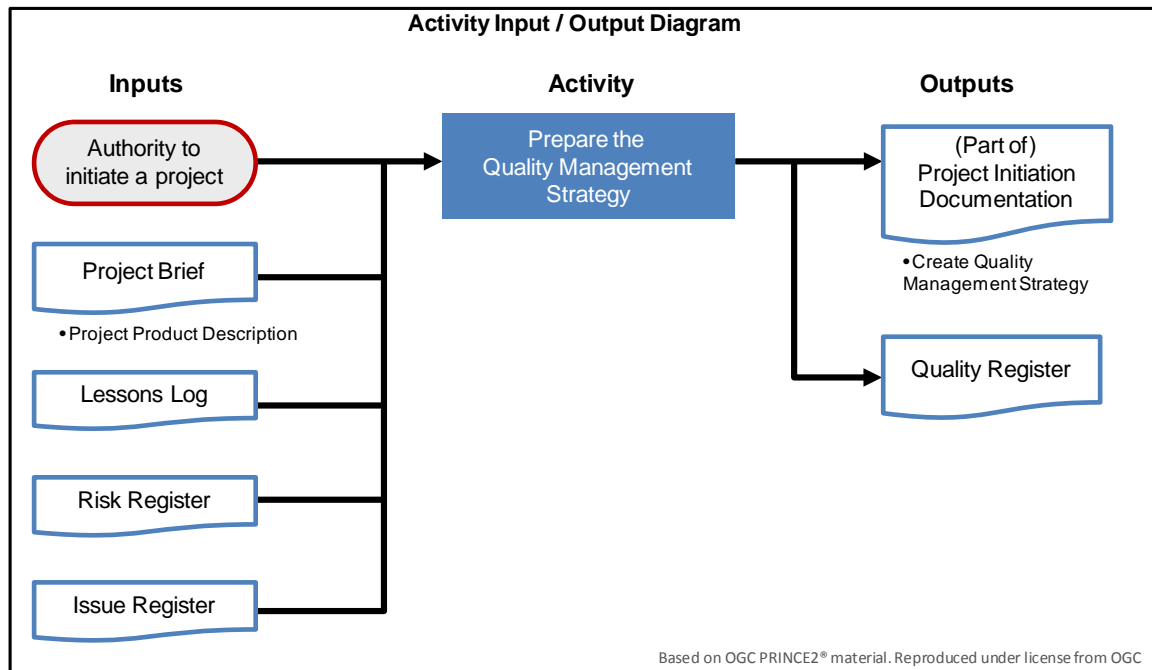 Activity Input / Output Diagram
Inputs
Activity
Outputs
Authority to
initiate a project
Prepare the
Quality Management
Strategy
(Part of)
Project Initiation
Documentation
Project Brief
•Create Quality
Management Strategy
•Project Product Description
Lessons Log
Quality Register
Risk Register
Issue Register
Based on OGC PRINCE2® material. Reproduced under license from OGC